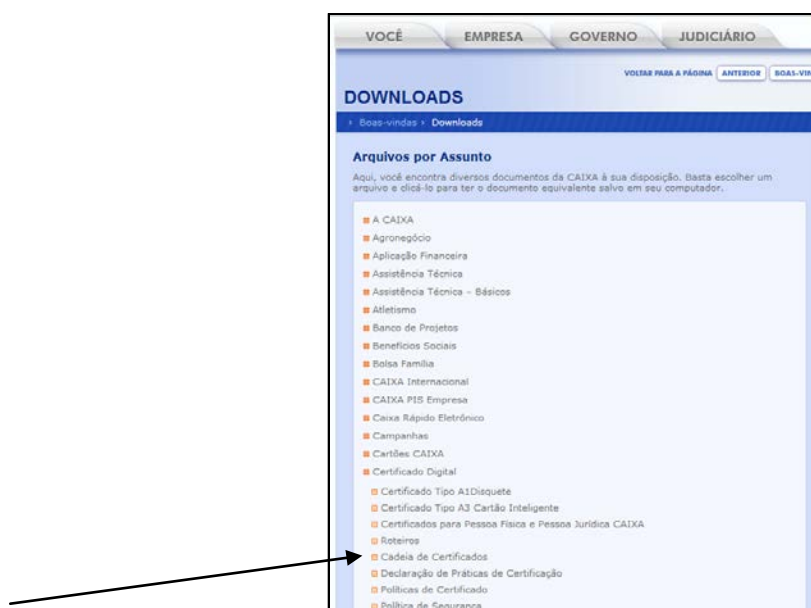 VOCÊ EMPRESA GOVERNO JUDICIÁRIO
VOLTAR PARA A PÁGINA ANTERIOR BOAS-VIN
DOWNLOADS
Boas-vindas Downloads
Arquivos por Assunto
Aqui, você encontra diversos documentos da CAIXA à sua disposição. Basta escolher um
arquivo e clicá-lo para ter o documento equivalente salvo em seu computador.
A CAIXA
Agronegócio
Aplicação Financeira
Assistência Técnica
Assistência Técnica - Básicos
Atletismo
Banco de Projetos
Benefícios Sociais
Bolsa Família
CAIXA Internacional
CAIXA PIS Empresa
Caixa Rápido Eletrônico
Campanhas
Cartões CAIXA
Certificado Digital
Certificado Tipo A1Disquete
Certificado Tipo A3 Cartão Inteligente
Certificados para Pessoa Física e Pessoa Jurídica CAIXA
Roteiros
Cadeia de Certificados
Declaração de Práticas de Certificação
Políticas de Certificado
Política de Segurança